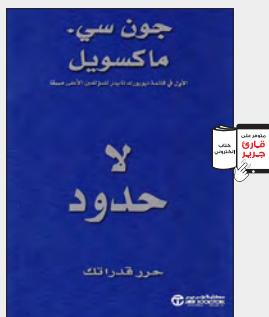 جون سي.
ماكسويل
الأول في قائمة نيويورك تايمز للمؤلفين الأعلى مبيعًا
لا
حدود
حرر قدراتك
متوفر على
قارئ
جرير
كتاب
إلكتروني